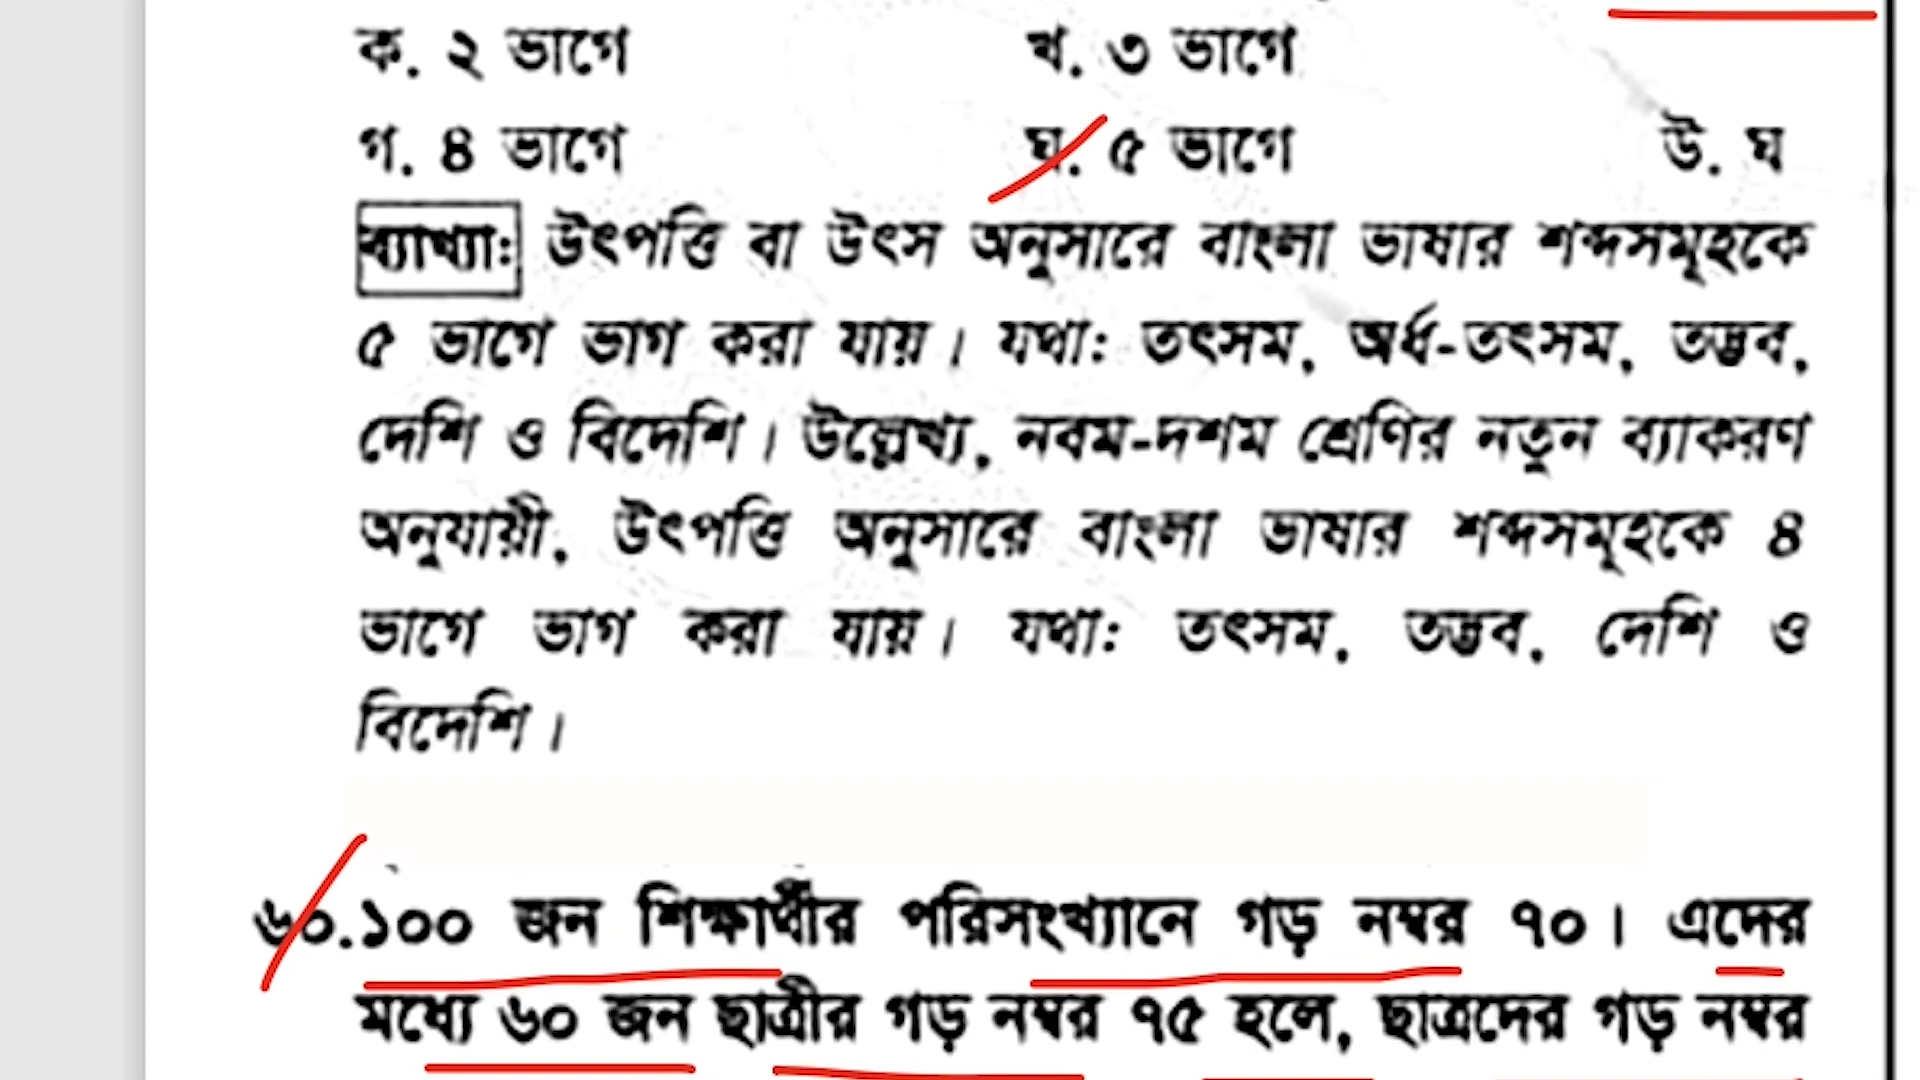 ক. ২ ভাগে খ. ৩ ভাগে
গ. ৪ ভাগে ঘ. ৫ ভাগে উ. ঘ
ব্যাখ্যা: উৎপত্তি বা উৎস অনুসারে বাংলা ভাষার শব্দসমূহকে
৫ ভাগে ভাগ করা যায়। যথা: তৎসম, অর্ধ-তৎসম, তদ্ভব,
দেশি ও বিদেশি। উল্লেখ্য, নবম-দশম শ্রেণির নতুন ব্যাকরণ
অনুযায়ী, উৎপত্তি অনুসারে বাংলা ভাষার শব্দসমূহকে ৪
ভাগে ভাগ করা যায়। যথা: তৎসম, তদ্ভব, দেশি ও
বিদেশি।
৬০.১০০ জন শিক্ষার্থীর পরিসংখ্যানে গড় নম্বর ৭০। এদের
মধ্যে ৬০ জন ছাত্রীর গড় নম্বর ৭৫ হলে, ছাত্রদের গড় নম্বর